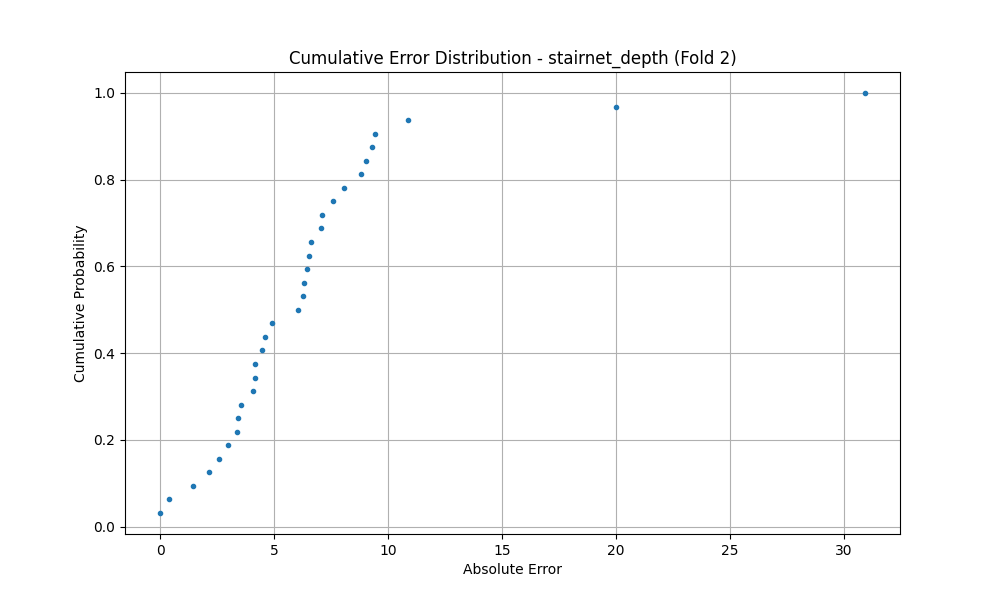 Cumulative Error Distribution - stairnet_depth (Fold 2)
1.0
0.8
0.6
0.4
0.2
0.0
Cumulative Probability
0 5 10 15 20 25 30
Absolute Error